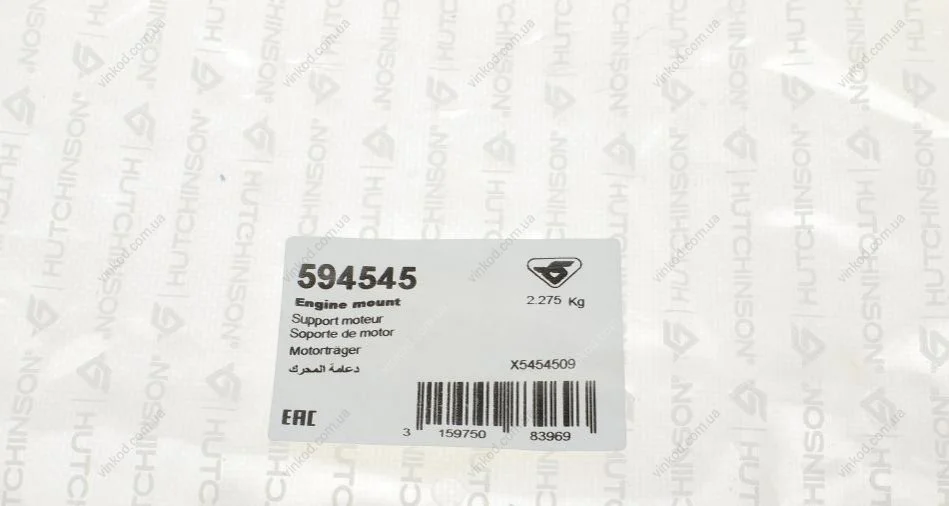 594545
Engine mount
Support moteur
Soporte de motor
Motorträger
دعامة المحرك
2.275 Kg
X5454509
EAC
3 159750 83969
HUTCHINSON
vinkod.com.ua